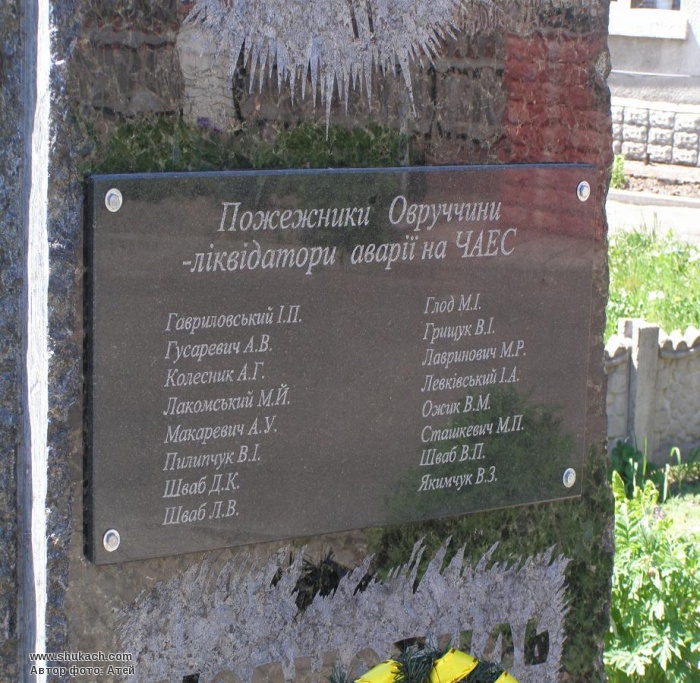 Пожежники Овруччини
-ліквідатори аварії на ЧАЕС
Гавриловський І.П.
Гусаревич А.В.
Колесник А.Г.
Лакомський М.Й.
Макаревич А.У.
Пилипчук В.І.
Шваб Д.К.
Шваб Л.В.
Глод М.І.
Грищук В.І.
Лавринович М.Р.
Левківський І.А.
Ожик В.М.
Сташкевич М.П.
Шваб В.П.
Якимчук В.З.
www.shukach.com
Автор фото: Атей